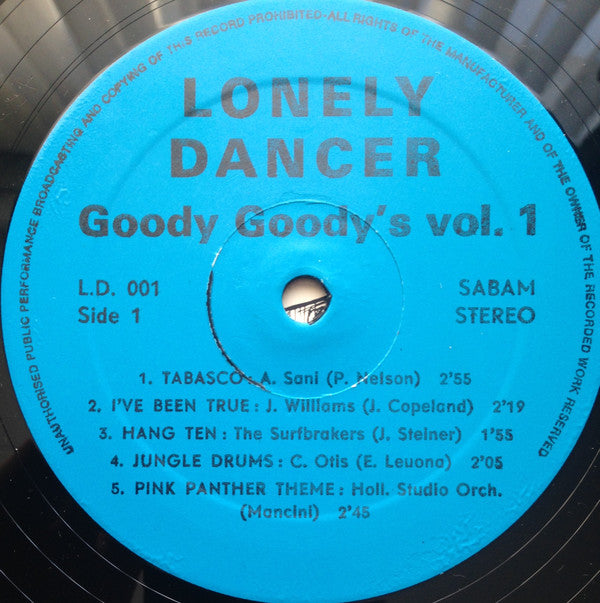 UNAUTHORISED PUBLIC PERFORMANCE BROADCASTING AND COPYING OF THIS RECORD PROHIBITED-ALL RIGHTS OF THE MANUFACTURER AND OF THE OWNER OF THE RECORDED WORK RESERVED
LONELY
DANCER
Goody Goody's vol. 1
L.D. 001 SABAM
Side 1 STEREO
1. TABASCO: A. Sani (P. Nelson) 2'55
2. I'VE BEEN TRUE: J. Williams (J. Copeland) 2'19
3. HANG TEN: The Surfbrakers (J. Steiner) 1'55
4. JUNGLE DRUMS: C. Otis (E. Leuona) 2'05
5. PINK PANTHER THEME: Holl. Studio Orch.
(Mancini) 2'45